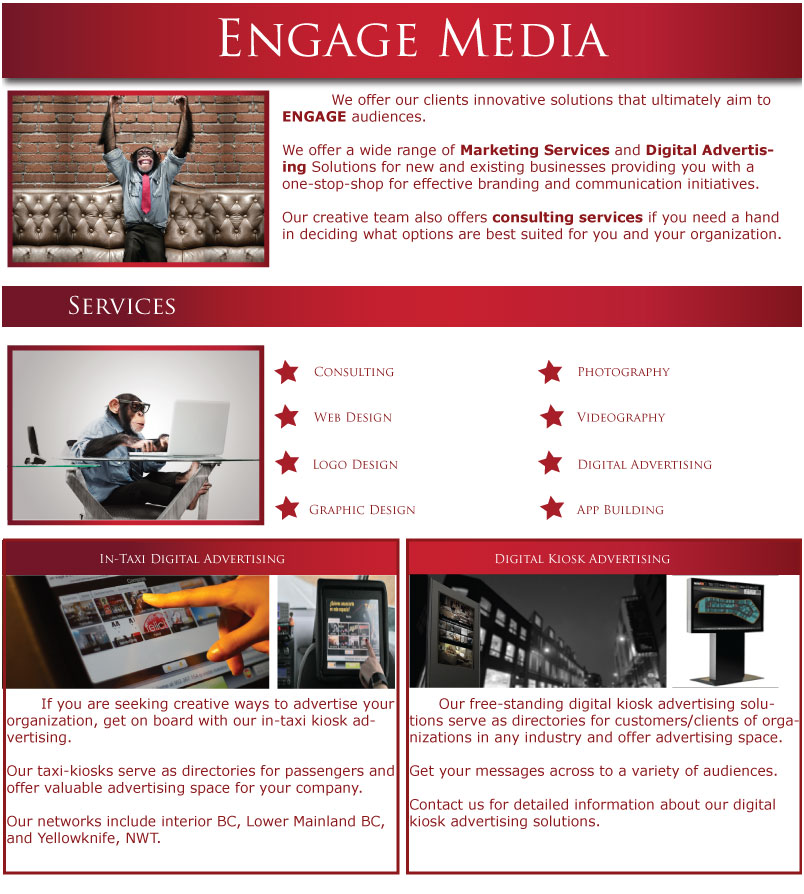 ENGAGE MEDIA
We offer our clients innovative solutions that ultimately aim to
ENGAGE audiences.
We offer a wide range of Marketing Services and Digital Advertis-
ing Solutions for new and existing businesses providing you with a
one-stop-shop for effective branding and communication initiatives.
Our creative team also offers consulting services if you need a hand
in deciding what options are best suited for you and your organization.
SERVICES
CONSULTING
WEB DESIGN
LOGO DESIGN
GRAPHIC DESIGN
PHOTOGRAPHY
VIDEOGRAPHY
DIGITAL ADVERTISING
APP BUILDING
IN-TAXI DIGITAL ADVERTISING
If you are seeking creative ways to advertise your
organization, get on board with our in-taxi kiosk ad-
vertising.
Our taxi-kiosks serve as directories for passengers and
offer valuable advertising space for your company.
Our networks include interior BC, Lower Mainland BC,
and Yellowknife, NWT.
DIGITAL KIOSK ADVERTISING
Our free-standing digital kiosk advertising solu-
tions serve as directories for customers/clients of orga-
nizations in any industry and offer advertising space.
Get your messages across to a variety of audiences.
Contact us for detailed information about our digital
kiosk advertising solutions.